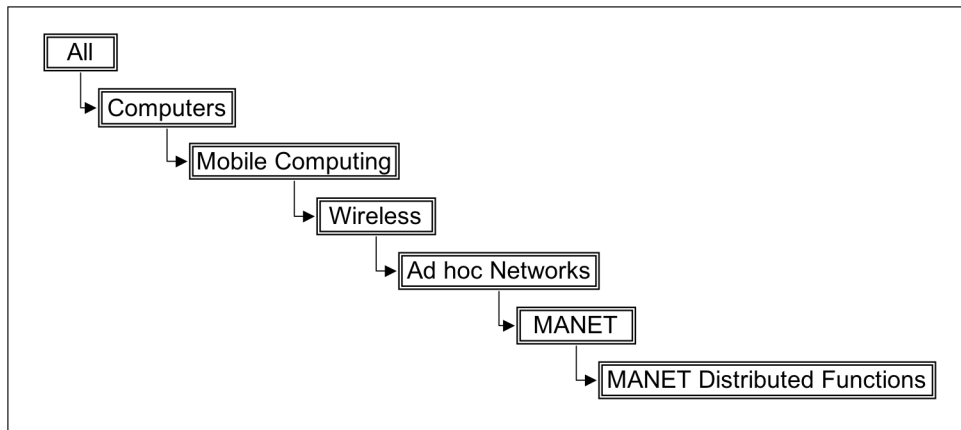 All
Computers
Mobile Computing
Wireless
Ad hoc Networks
MANET
MANET Distributed Functions